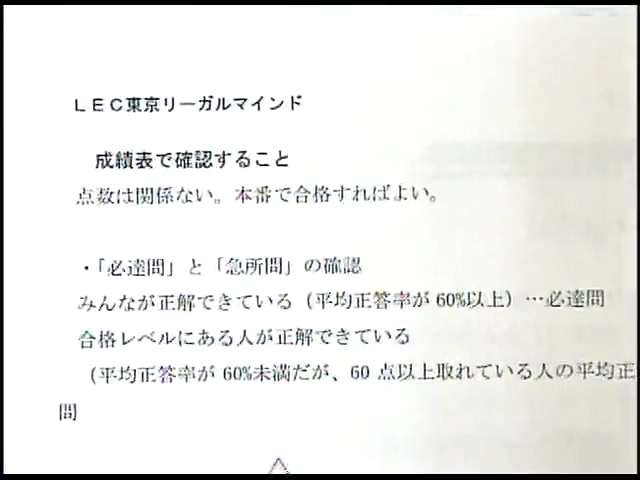 ＬＥＣ東京リーガルマインド
成績表で確認すること
点数は関係ない。本番で合格すればよい。
・「必達問」と「急所問」の確認
みんなが正解できている（平均正答率が 60%以上）…必達問
合格レベルにある人が正解できている
（平均正答率が 60%未満だが、60 点以上取れている人の平均正
問